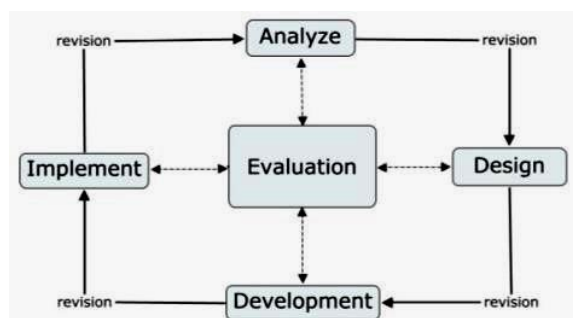 revision
Analyze
revision
Implement
Evaluation
Design
revision
Development
revision